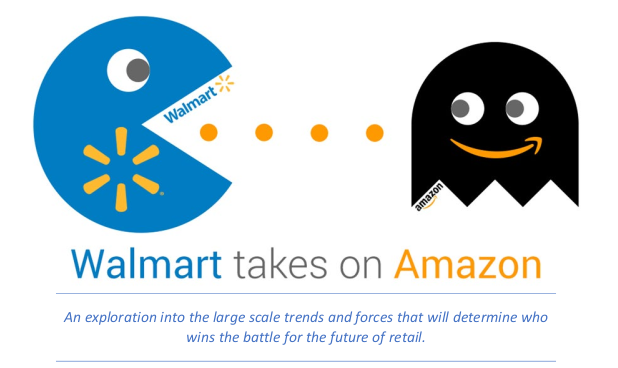 Walmart
amazon
Walmart takes on Amazon
An exploration into the large scale trends and forces that will determine who
wins the battle for the future of retail.